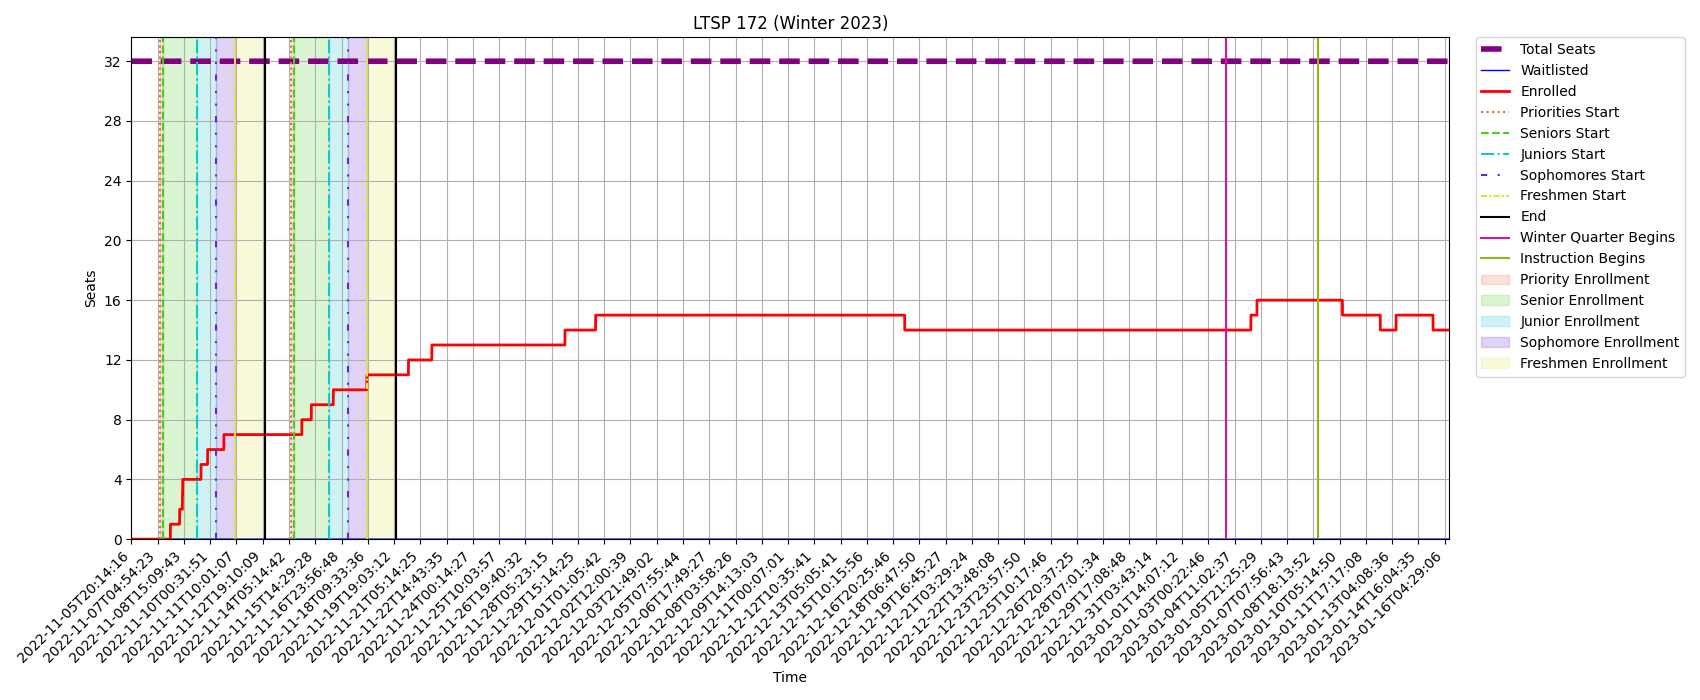 LTSP 172 (Winter 2023)
Seats
32
28
24
20
16
12
8
4
0
2022-11-05T20:14:16
2022-11-07T04:54:23
2022-11-08T15:09:43
2022-11-10T00:31:51
2022-11-11T10:01:07
2022-11-12T19:10:09
2022-11-14T05:14:42
2022-11-15T14:29:28
2022-11-16T23:56:48
2022-11-18T09:33:36
2022-11-19T19:03:12
2022-11-21T05:14:25
2022-11-22T14:43:35
2022-11-24T00:14:27
2022-11-25T10:03:57
2022-11-26T19:40:32
2022-11-28T05:23:15
2022-11-29T15:14:25
2022-12-01T01:05:42
2022-12-02T12:00:39
2022-12-03T21:49:02
2022-12-05T07:55:44
2022-12-06T17:49:27
2022-12-08T03:58:26
2022-12-09T14:13:03
2022-12-11T00:07:01
2022-12-12T10:35:41
2022-12-13T05:05:41
2022-12-15T10:15:56
2022-12-16T20:25:46
2022-12-18T06:47:50
2022-12-19T16:45:27
2022-12-21T03:29:24
2022-12-22T13:48:08
2022-12-23T23:57:50
2022-12-25T10:17:46
2022-12-26T20:37:25
2022-12-28T07:01:34
2022-12-29T17:08:48
2022-12-31T03:43:14
2023-01-01T14:07:12
2023-01-03T00:22:46
2023-01-04T11:02:37
2023-01-05T21:25:29
2023-01-07T07:56:43
2023-01-08T18:13:52
2023-01-10T05:14:50
2023-01-11T17:17:08
2023-01-13T04:08:36
2023-01-14T16:04:35
2023-01-16T04:29:06
Time
Total Seats
Waitlisted
Enrolled
Priorities Start
Seniors Start
Juniors Start
Sophomores Start
Freshmen Start
End
Winter Quarter Begins
Instruction Begins
Priority Enrollment
Senior Enrollment
Junior Enrollment
Sophomore Enrollment
Freshmen Enrollment